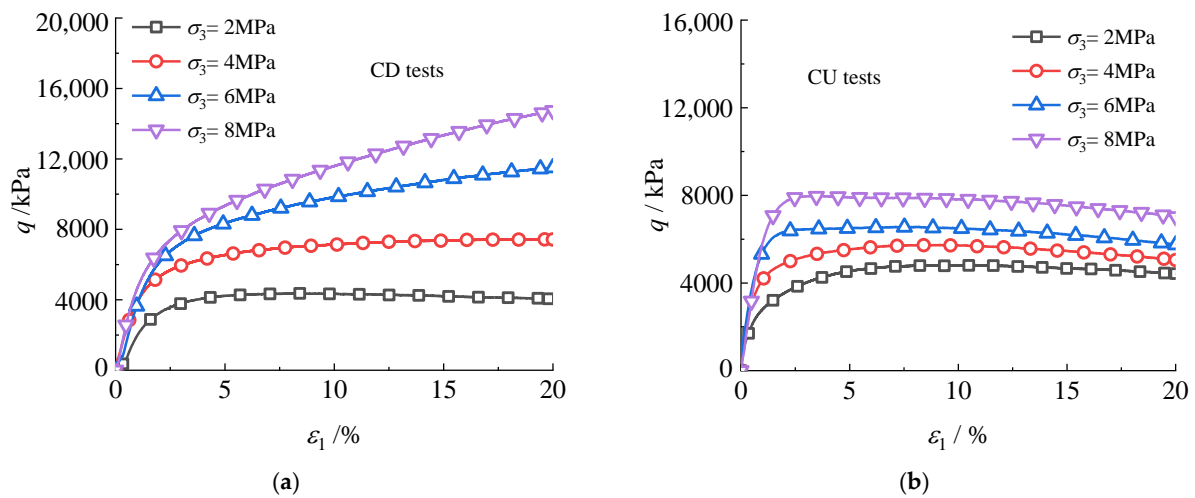 20,000
16,000
12,000
8000
4000
0
q /kPa
σ3= 2MPa
σ3= 4MPa
σ3= 6MPa
σ3= 8MPa
CD tests
0 5 10 15 20
ε1 /%
(a)
16,000
12,000
8000
4000
0
q / kPa
σ3= 2MPa
σ3= 4MPa
σ3= 6MPa
σ3= 8MPa
CU tests
0 5 10 15 20
ε1 /%
(b)